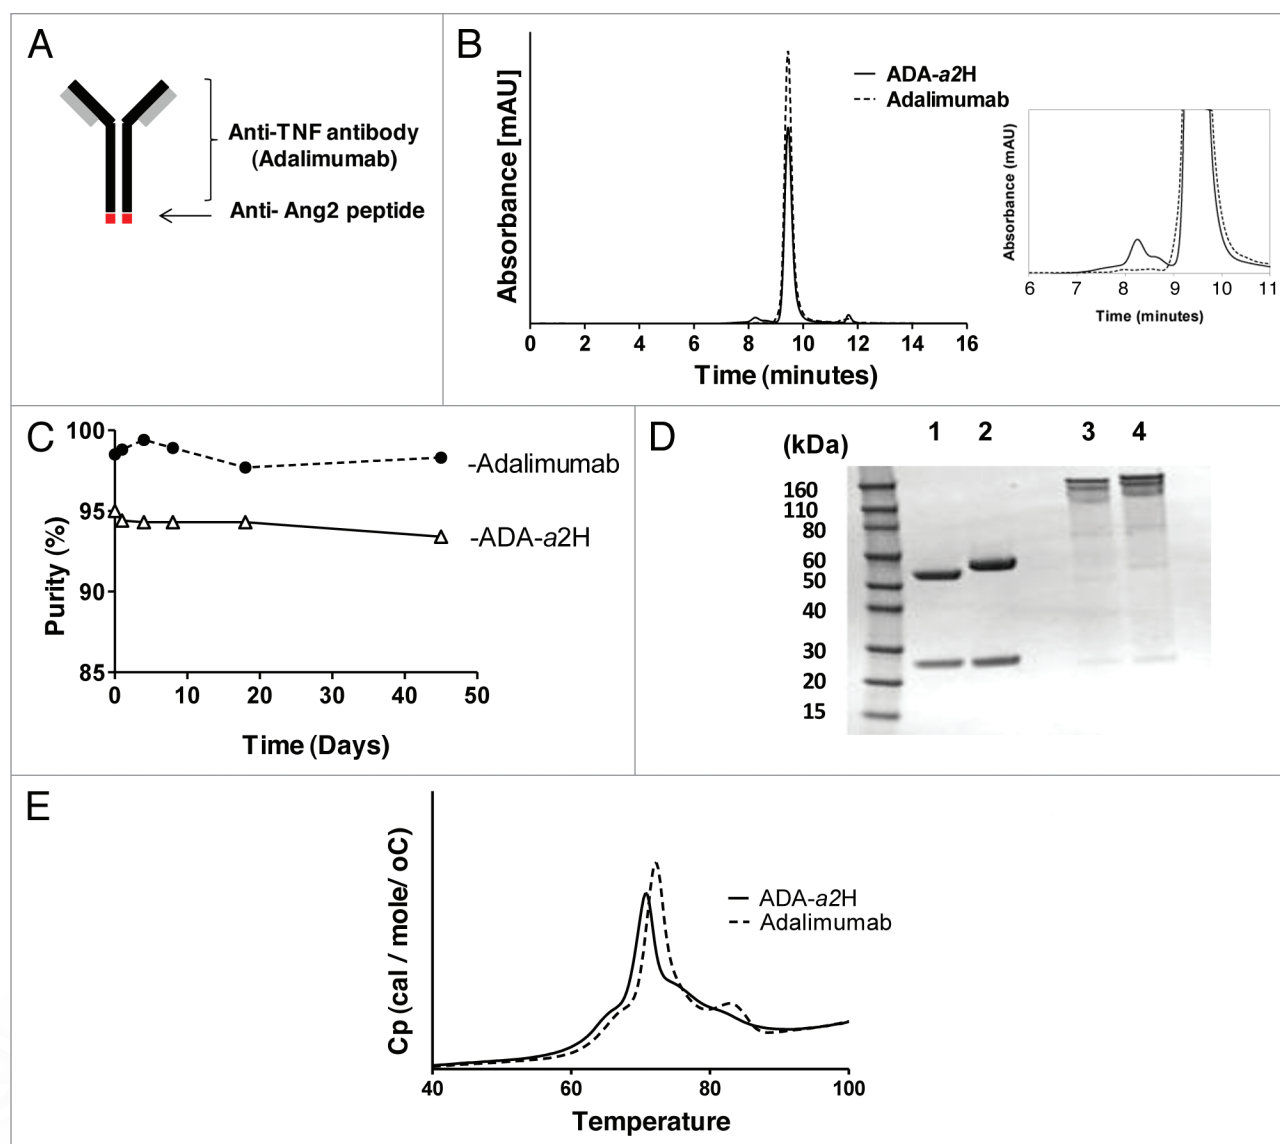 A
Anti-TNF antibody
(Adalimumab)
Anti- Ang2 peptide
B
Absorbance [mAU]
ADA-a2H
Adalimumab
0 2 4 6 8 10 12 14 16
Time (minutes)
Absorbance (mAU)
6 7 8 9 10 11
Time (minutes)
C
Purity (%)
100
95
90
85
-Adalimumab
-ADA-a2H
0 10 20 30 40 50
Time (Days)
D
(kDa)
1 2 3 4
160
110
80
60
50
40
30
20
15
E
Cp (cal / mole/ oC)
ADA-a2H
Adalimumab
40 60 80 100
Temperature